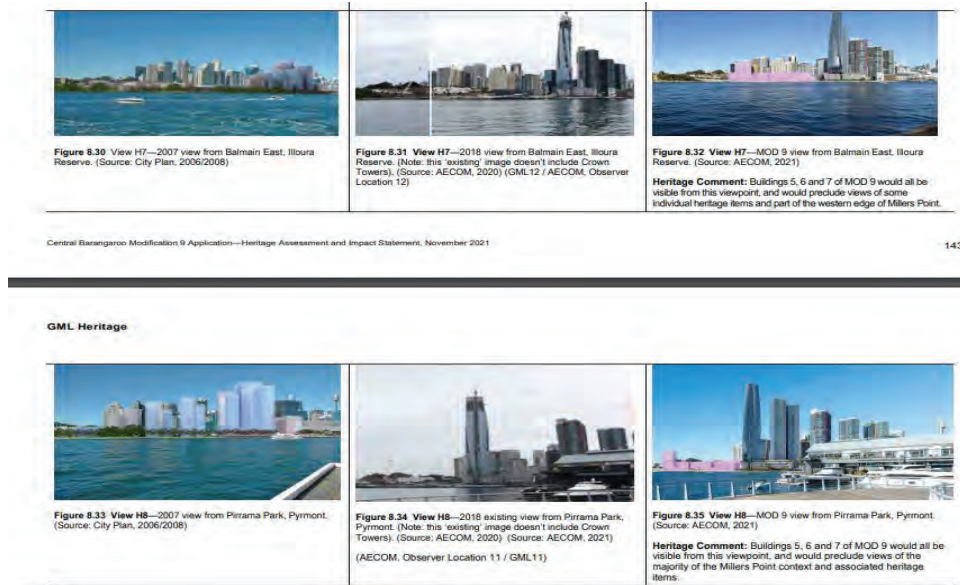 Figure 8.30 View H7—2007 view from Balmain East, Illoura
Reserve. (Source: City Plan, 2006/2008)
Figure 8.31 View H7—2018 view from Balmain East, Illoura
Reserve. (Note: this 'existing' image doesn't include Crown
Towers). (Source: AECOM, 2020) (GML12 / AECOM, Observer
Location 12)
Figure 8.32 View H7—MOD 9 view from Balmain East, Illoura
Reserve. (Source: AECOM, 2021)
Heritage Comment: Buildings 5, 6 and 7 of MOD 9 would all be
visible from this viewpoint, and would preclude views of some
individual heritage items and part of the western edge of Millers Point.
Central Barangaroo Modification 9 Application—Heritage Assessment and Impact Statement, November 2021
143
GML Heritage
Figure 8.33 View H8—2007 view from Pirrama Park, Pyrmont.
(Source: City Plan, 2006/2008)
Figure 8.34 View H8—2018 existing view from Pirrama Park,
Pyrmont. (Note: this 'existing' image doesn't include Crown
Towers). (Source: AECOM, 2020) (Source: AECOM, 2021)
(AECOM, Observer Location 11 / GML11)
Figure 8.35 View H8—MOD 9 view from Pirrama Park, Pyrmont.
(Source: AECOM, 2021)
Heritage Comment: Buildings 5, 6 and 7 of MOD 9 would all be
visible from this viewpoint, and would preclude views of the
majority of the Millers Point context and associated heritage
items.